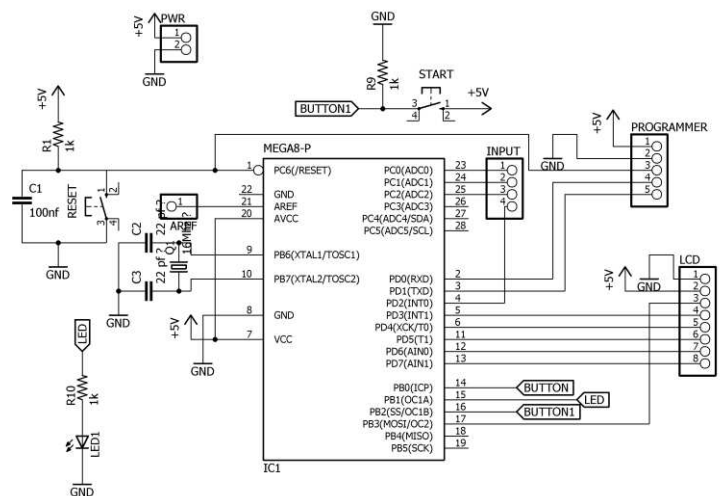 PWR
+5V
1
2
GND
GND
R9
1k
START
3
1
4
2
+5V
BUTTON1
+5V
R1
1k
C1
100nf
RESET
1
2
3
4
GND
MEGA8-P
1
PC6(/RESET)
22
GND
21
AREF
20
AVCC
9
PB6(XTAL1/TOSC1)
10
PB7(XTAL2/TOSC2)
8
GND
7
VCC
PC0(ADC0)
23
PC1(ADC1)
24
PC2(ADC2)
25
PC3(ADC3)
26
PC4(ADC4/SDA)
27
PC5(ADC5/SCL)
28
PD0(RXD)
2
PD1(TXD)
3
PD2(INT0)
4
PD3(INT1)
5
PD4(XCK/T0)
6
PD5(T1)
11
PD6(AIN0)
12
PD7(AIN1)
13
PB0(ICP)
14
BUTTON
PB1(OC1A)
15
LED
PB2(SS/OC1B)
16
BUTTON1
PB3(MOSI/OC2)
17
PB4(MISO)
18
PB5(SCK)
19
IC1
1
AREF
C2
22 pf ?
C3
22 pf ?
Q1
16Mhz ?
GND
+5V
GND
INPUT
1
2
3
4
PROGRAMMER
+5V
GND
1
2
3
4
5
LCD
+5V
GND
1
2
3
4
5
6
7
8
LED
R10
1k
LED1
GND